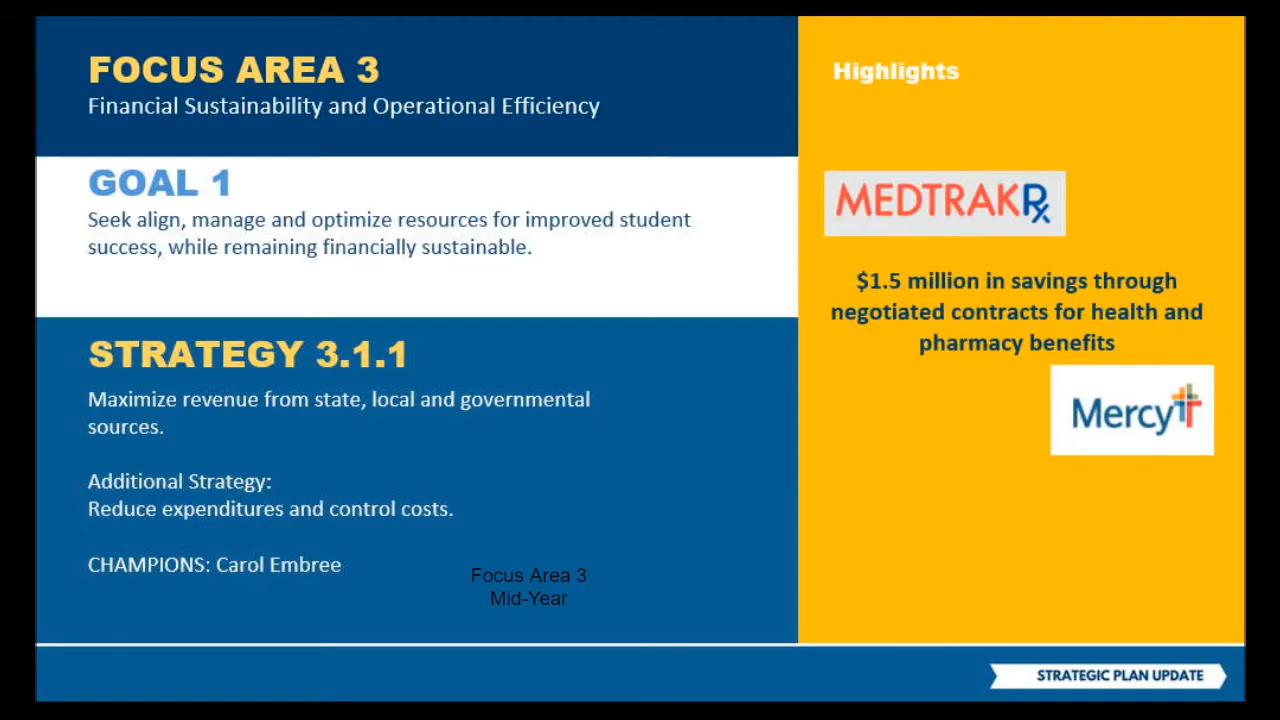 FOCUS AREA 3
Financial Sustainability and Operational Efficiency
GOAL 1
Seek align, manage and optimize resources for improved student
success, while remaining financially sustainable.
STRATEGY 3.1.1
Maximize revenue from state, local and governmental
sources.
Additional Strategy:
Reduce expenditures and control costs.
CHAMPIONS: Carol Embree
Focus Area 3
Mid-Year
Highlights
MEDTRAKRx
$1.5 million in savings through
negotiated contracts for health and
pharmacy benefits
Mercy
STRATEGIC PLAN UPDATE